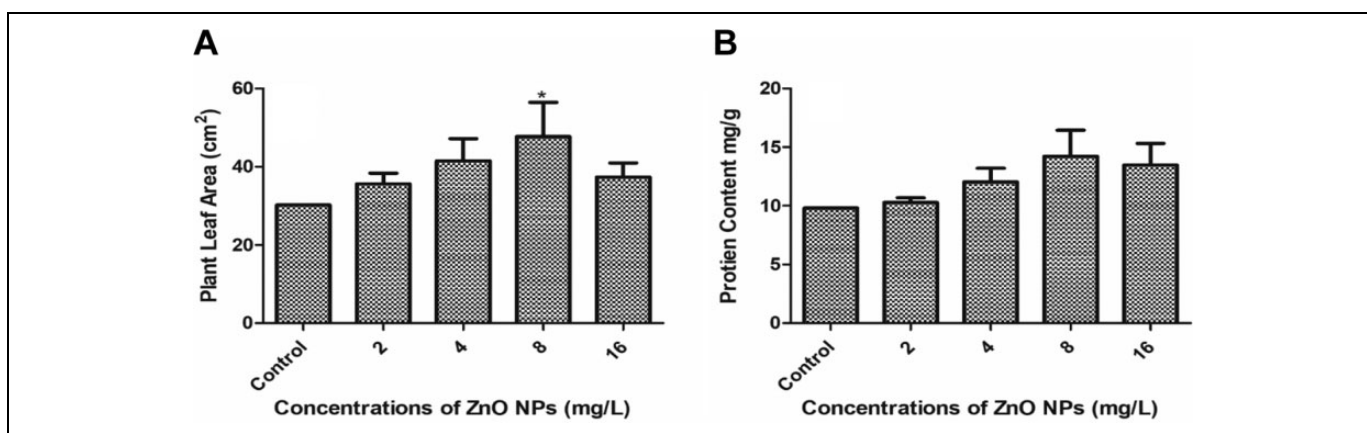 A
60
40
20
0
Plant Leaf Area (cm²)
*
Control
2
4
8
16
Concentrations of ZnO NPs (mg/L)
B
20
15
10
5
0
Protien Content mg/g
Control
2
4
8
16
Concentrations of ZnO NPs (mg/L)